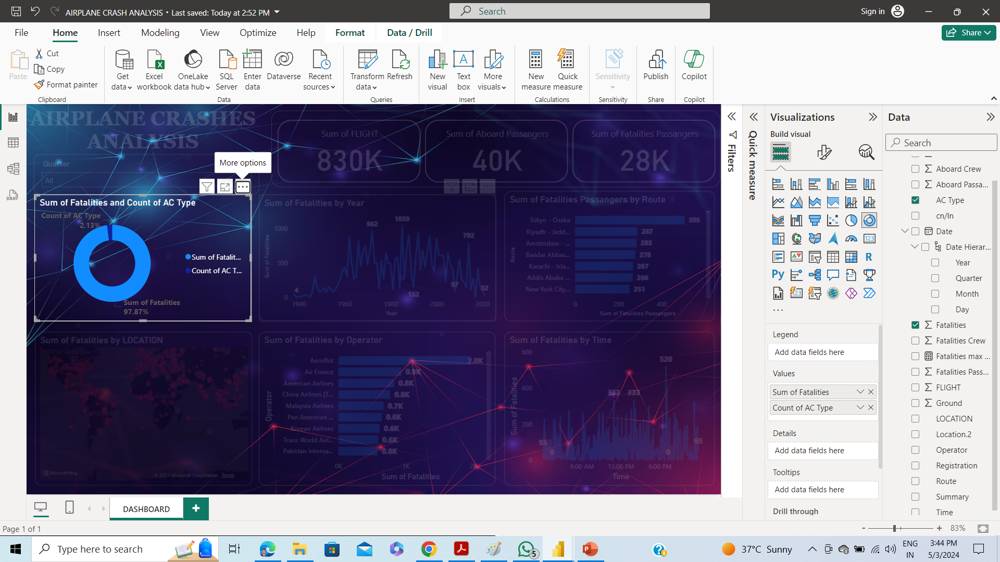 AIRPLANE CRASH ANALYSIS • Last saved: Today at 2:52 PM
Search
Sign in
File
Home
Insert
Modeling
View
Optimize
Help
Format
Data / Drill
Share
Paste
Cut
Copy
Format painter
Clipboard
Get data
Excel workbook
OneLake data hub
SQL Server
Enter data
Dataverse
Recent sources
Data
Transform data
Refresh
Queries
New visual
Text box
More visuals
Insert
New measure
Quick measure
Calculations
Sensitivity
Sensitivity
Publish
Share
Copilot
Copilot
AIRPLANE CRASHES
ANALYSIS
Quarter
All
More options
Sum of FLIGHT
830K
Sum of Aboard Passangers
40K
Sum of Fatalities Passangers
28K
Sum of Fatalities and Count of AC Type
Count of AC Type
2.13%
Sum of Fatalit...
Count of AC T...
Sum of Fatalities
97.87%
Sum of Fatalities by Year
Sum of Fatalities
1000
500
0
4
962
1039
152
792
87
32
1940
1960
1980
2000
2020
Year
Sum of Fatalities Passangers by Route
Route
Tokyo - Osaka 505
Riyadh - Jedd... 287
Amsterdam - ... 283
Bandar Abbas... 278
Karachi - Isla... 267
Addis Ababa ... 266
New York City... 251
0
200
400
Sum of Fatalities Passangers
Sum of Fatalities by LOCATION
NORTH AMERICA
AFRICA
Microsoft Bing
© 2024 Microsoft Corporation Terms
Sum of Fatalities by Operator
Operator
Aeroflot 2.0K
Air France 0.9K
American Airlines 0.8K
China Airlines (T... 0.8K
Malaysia Airlines 0.7K
Pan American ... 0.6K
Korean Airlines 0.6K
Trans World Airl... 0.6K
Pakistan Interna... 0.6K
0K
1K
2K
Sum of Fatalities
Sum of Fatalities by Time
Sum of Fatalities
600
400
200
0
55
0
333
333
520
0
65
6:00 AM
12:00 PM
6:00 PM
Time
Filters
Quick measure
Visualizations
Build visual
123
R
Py
123
...
Legend
Add data fields here
Values
Sum of Fatalities
Count of AC Type
Details
Add data fields here
Tooltips
Add data fields here
Drill through
Data
Search
Aboard Crew
Aboard Passa...
AC Type
cn/In
Date
Date Hierar...
Year
Quarter
Month
Day
Fatalities
Fatalities Crew
Fatalities max ...
Fatalities Pass...
FLIGHT
Ground
LOCATION
Location.2
Operator
Registration
Route
Summary
Time
DASHBOARD
Page 1 of 1
83%
Type here to search
5
37°C Sunny
ENG
IN
3:44 PM
5/3/2024